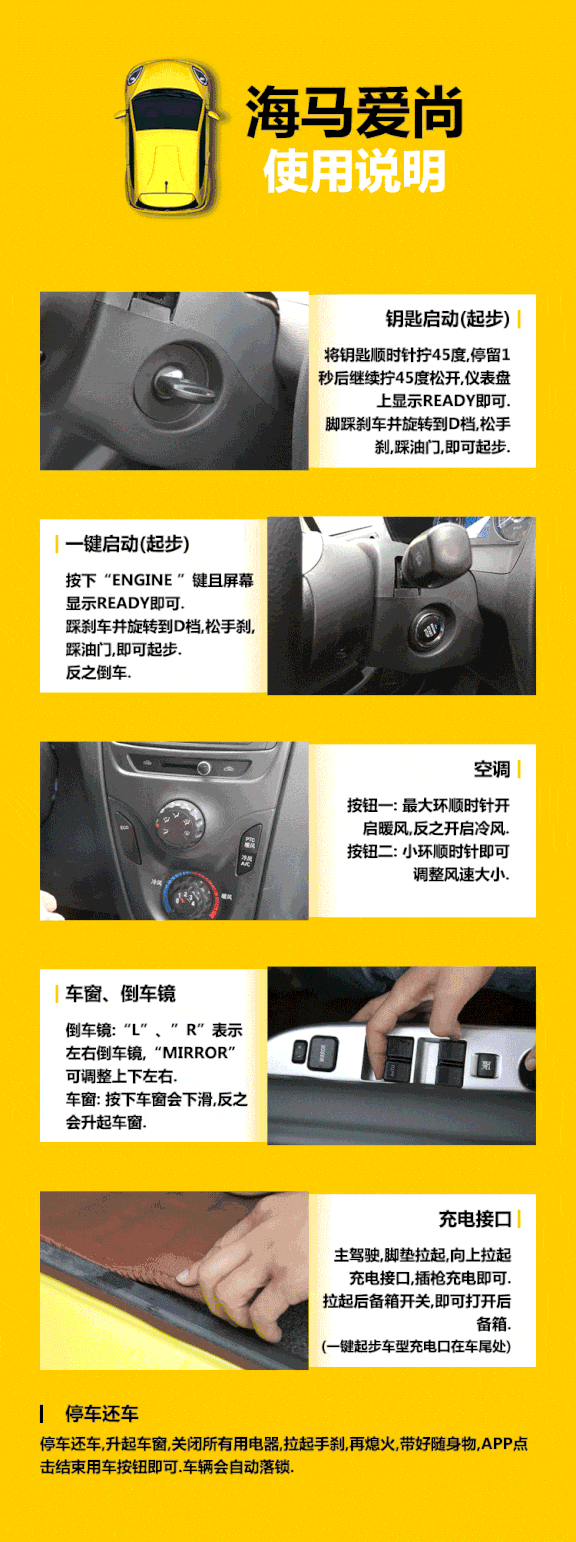 海马爱尚
使用说明
钥匙启动(起步)
将钥匙顺时针拧45度,停留1
秒后继续拧45度松开,仪表盘
上显示READY即可.
脚踩刹车并旋转到D档,松手
刹,踩油门,即可起步.
一键启动(起步)
按下“ENGINE ”键且屏幕
显示READY即可.
踩刹车并旋转到D档,松手刹,
踩油门,即可起步.
反之倒车.
空调
按钮一: 最大环顺时针开
启暖风,反之开启冷风.
按钮二: 小环顺时针即可
调整风速大小.
ECO
PTC
暖风
冷风
A/C
冷风
暖风
车窗、倒车镜
倒车镜:“L”、”R”表示
左右倒车镜,“MIRROR”
可调整上下左右.
车窗: 按下车窗会下滑,反之
会升起车窗.
MIRROR
AUTO
充电接口
主驾驶,脚垫拉起,向上拉起
充电接口,插枪充电即可.
拉起后备箱开关,即可打开后
备箱.
(一键起步车型充电口在车尾处)
停车还车
停车还车,升起车窗,关闭所有用电器,拉起手刹,再熄火,带好随身物,APP点
击结束用车按钮即可.车辆会自动落锁.